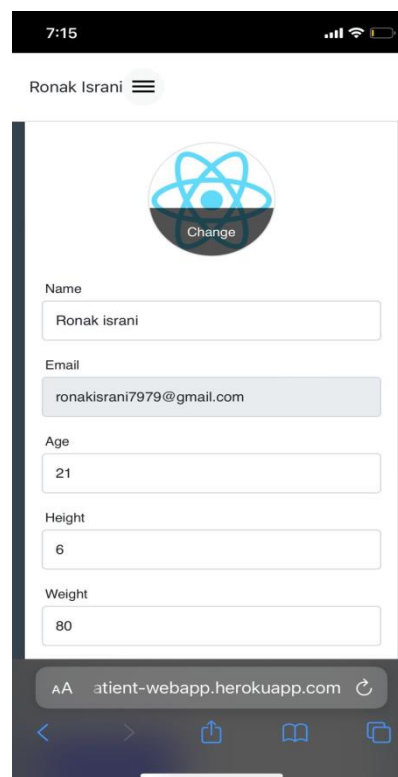 7:15
Ronak Israni
Change
Name
Ronak israni
Email
ronakisrani7979@gmail.com
Age
21
Height
6
Weight
80
AA atient-webapp.herokuapp.com